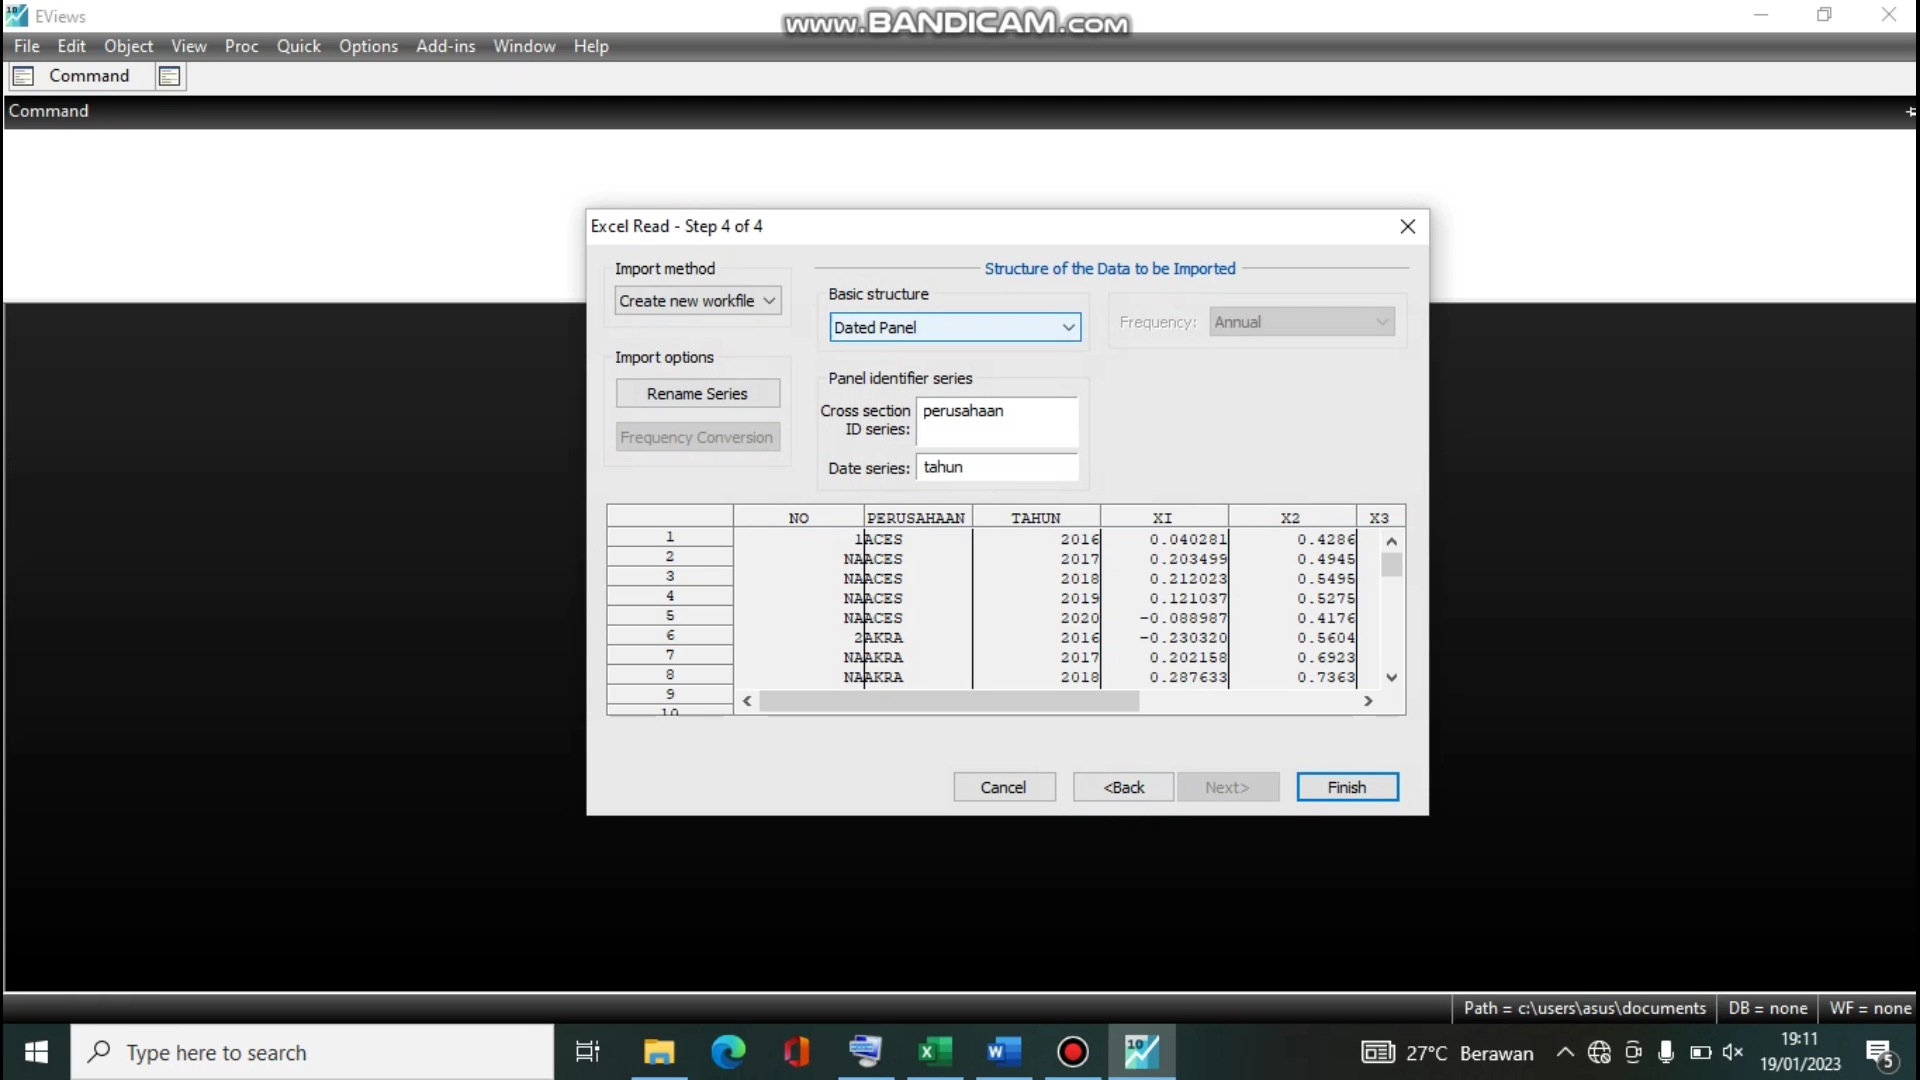 EViews
www.BANDICAM.com
File Edit Object View Proc Quick Options Add-ins Window Help
Command
Command
Excel Read - Step 4 of 4
Import method
Create new workfile
Structure of the Data to be Imported
Basic structure
Dated Panel
Frequency: Annual
Import options
Rename Series
Frequency Conversion
Panel identifier series
Cross section ID series: perusahaan
Date series: tahun
NO PERUSAHAAN TAHUN XI X2 X3
1 1 ACES 2016 0.040281 0.4286
2 NA ACES 2017 0.203499 0.4945
3 NA ACES 2018 0.212023 0.5495
4 NA ACES 2019 0.121037 0.5275
5 NA ACES 2020 -0.088987 0.4176
6 2 AKRA 2016 -0.230320 0.5604
7 NA AKRA 2017 0.202158 0.6923
8 NA AKRA 2018 0.287633 0.7363
9
10
Cancel <Back Next> Finish
Path = c:\users\asus\documents DB = none WF = none
Type here to search
10
27°C Berawan
19:11
19/01/2023
5